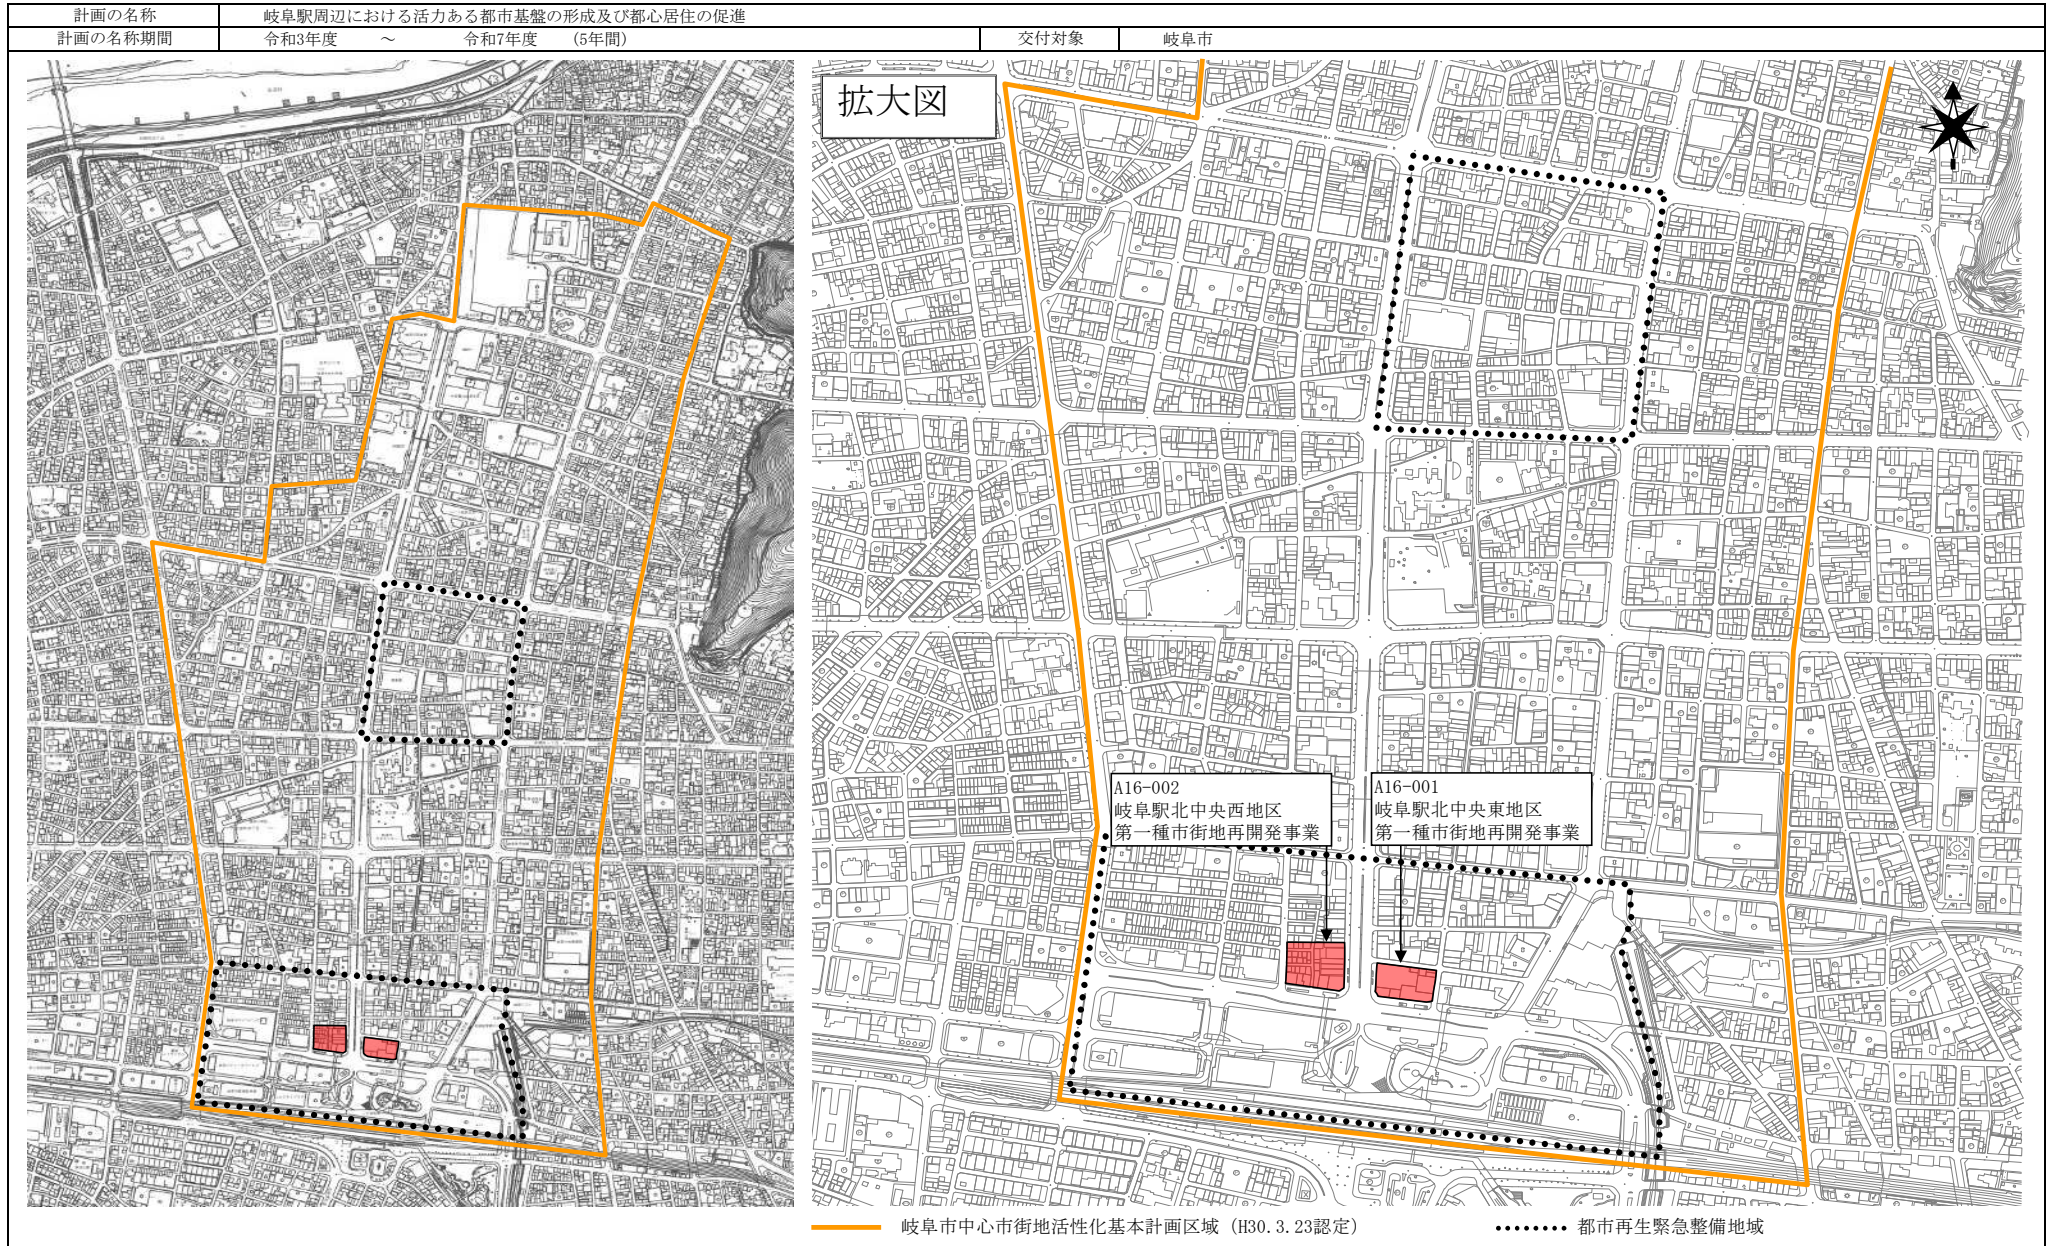 計画の名称 岐阜駅周辺における活力ある都市基盤の形成及び都心居住の促進
計画の名称期間 令和3年度 ～ 令和7年度 (5年間) 交付対象 岐阜市
拡大図
A16-002
岐阜駅北中央西地区
第一種市街地再開発事業
A16-001
岐阜駅北中央東地区
第一種市街地再開発事業
岐阜市中心市街地活性化基本計画区域 (H30.3.23認定)
都市再生緊急整備地域